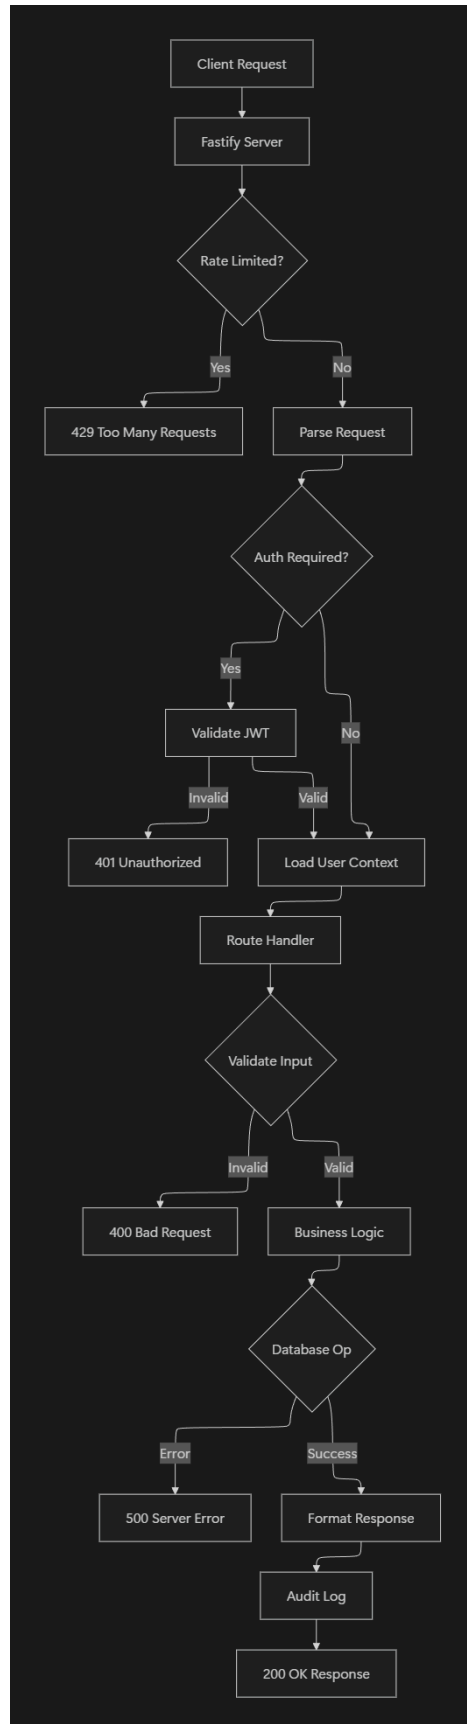 Client Request
Fastify Server
Rate Limited?
Yes
No
429 Too Many Requests
Parse Request
Auth Required?
Yes
Validate JWT
No
Invalid
Valid
401 Unauthorized
Load User Context
Route Handler
Validate Input
Invalid
Valid
400 Bad Request
Business Logic
Database Op
Error
Success
500 Server Error
Format Response
Audit Log
200 OK Response